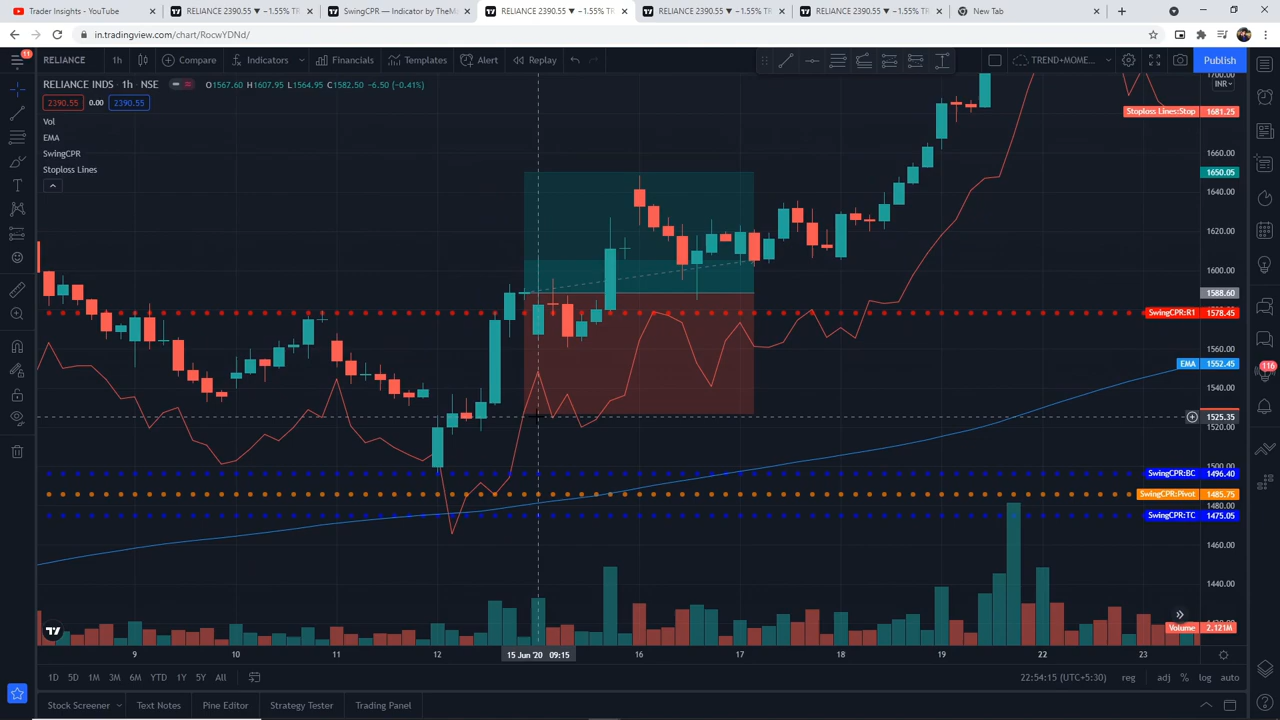 Trader Insights - YouTube
RELIANCE 2390.55 ▼ −1.55% TR
SwingCPR — Indicator by TheM
RELIANCE 2390.55 ▼ −1.55% TR
RELIANCE 2390.55 ▼ −1.55% TR
RELIANCE 2390.55 ▼ −1.55% TR
New Tab
in.tradingview.com/chart/RocwYDNd/
11
RELIANCE
1h
Compare
Indicators
Financials
Templates
Alert
Replay
TREND+MOME...
Publish
RELIANCE INDS · 1h · NSE
O1567.60 H1607.95 L1564.95 C1582.50 −6.50 (−0.41%)
2390.55 0.00 2390.55
Vol
EMA
SwingCPR
Stoploss Lines
1700.00
INR
Stoploss Lines:Stop 1681.25
1660.00
1650.05
1640.00
1620.00
1600.00
1588.60
SwingCPR:R1 1578.45
1560.00
EMA 1552.45
1540.00
1525.35
1520.00
1500.00
SwingCPR:BC 1496.40
SwingCPR:Pivot 1485.75
1480.00
SwingCPR:TC 1475.05
1460.00
1440.00
Volume 2.121M
116
9 10 11 12 15 Jun '20 09:15 16 17 18 19 22 23
1D 5D 1M 3M 6M YTD 1Y 5Y All
22:54:15 (UTC+5:30) reg adj % log auto
Stock Screener Text Notes Pine Editor Strategy Tester Trading Panel